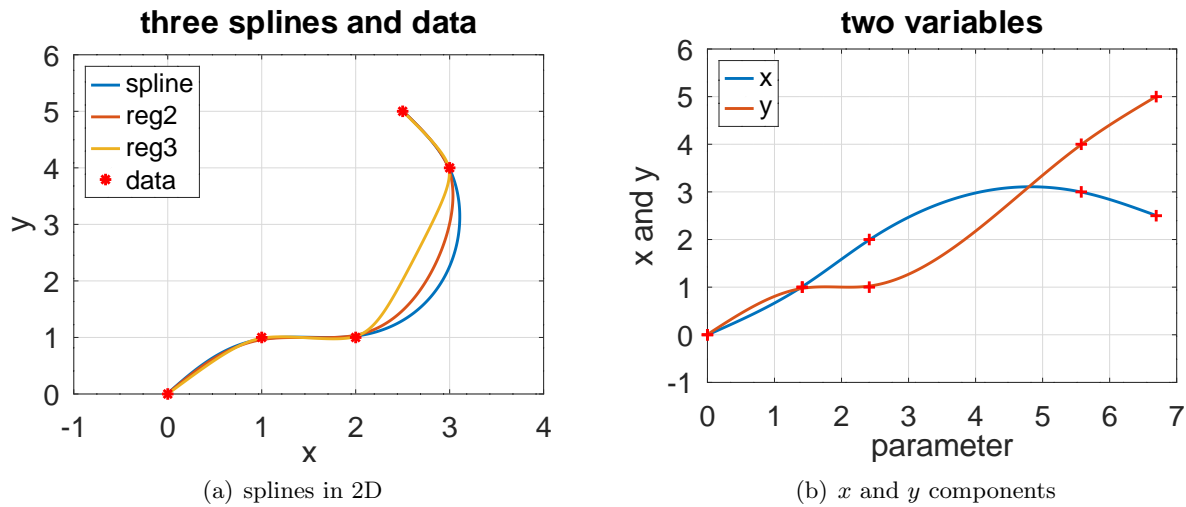 three splines and data
6
5
4
3
2
1
0
y
spline
reg2
reg3
data
-1 0 1 2 3 4
x
(a) splines in 2D
two variables
6
5
4
3
2
1
0
-1
x and y
x
y
0 1 2 3 4 5 6 7
parameter
(b) x and y components